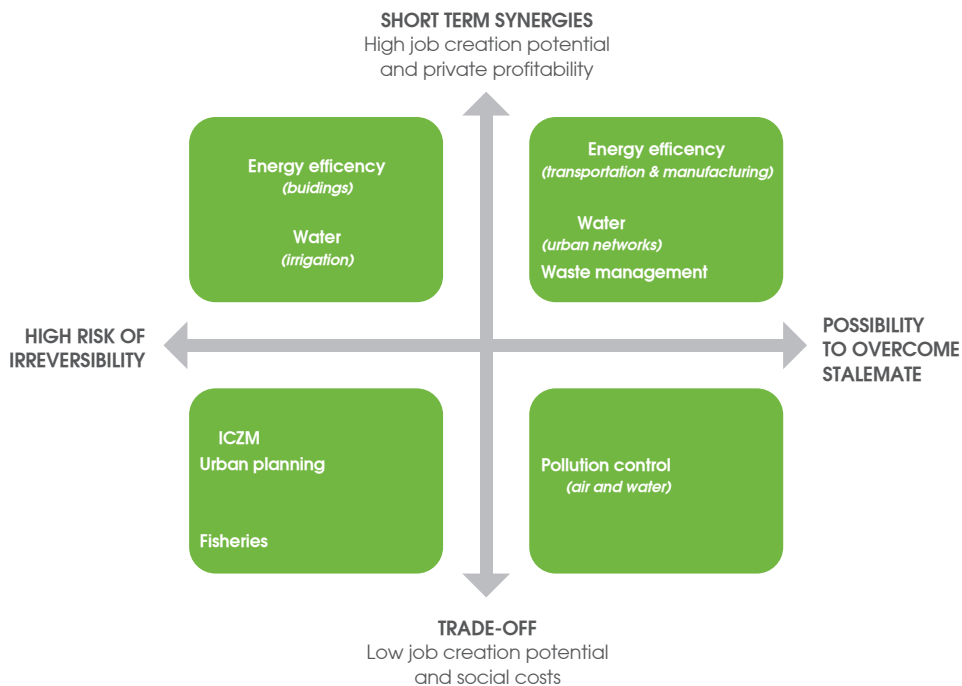 SHORT TERM SYNERGIES
High job creation potential
and private profitability
Energy efficency
(buidings)
Water
(irrigation)
Energy efficency
(transportation & manufacturing)
Water
(urban networks)
Waste management
HIGH RISK OF
IRREVERSIBILITY
POSSIBILITY
TO OVERCOME
STALEMATE
ICZM
Urban planning
Fisheries
Pollution control
(air and water)
TRADE-OFF
Low job creation potential
and social costs